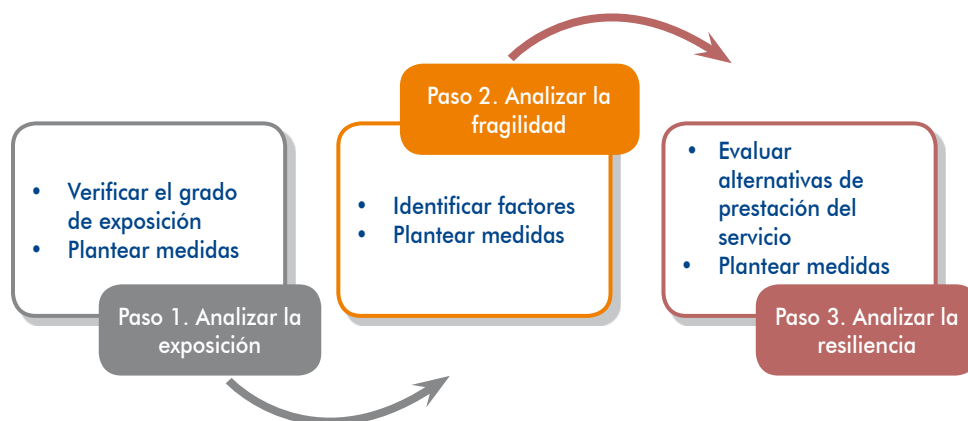 • Verificar el grado
de exposición
• Plantear medidas
Paso 1. Analizar la
exposición
Paso 2. Analizar la
fragilidad
• Identificar factores
• Plantear medidas
• Evaluar
alternativas de
prestación del
servicio
• Plantear medidas
Paso 3. Analizar la
resiliencia